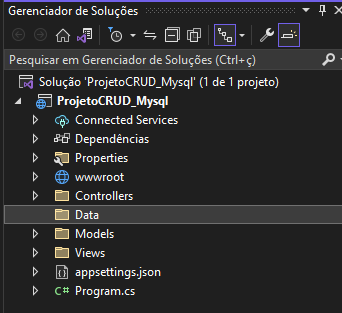 Gerenciador de Soluções
Pesquisar em Gerenciador de Soluções (Ctrl+ç)
Solução 'ProjetoCRUD_Mysql' (1 de 1 projeto)
ProjetoCRUD_Mysql
Connected Services
Dependências
Properties
wwwroot
Controllers
Data
Models
Views
appsettings.json
C# Program.cs